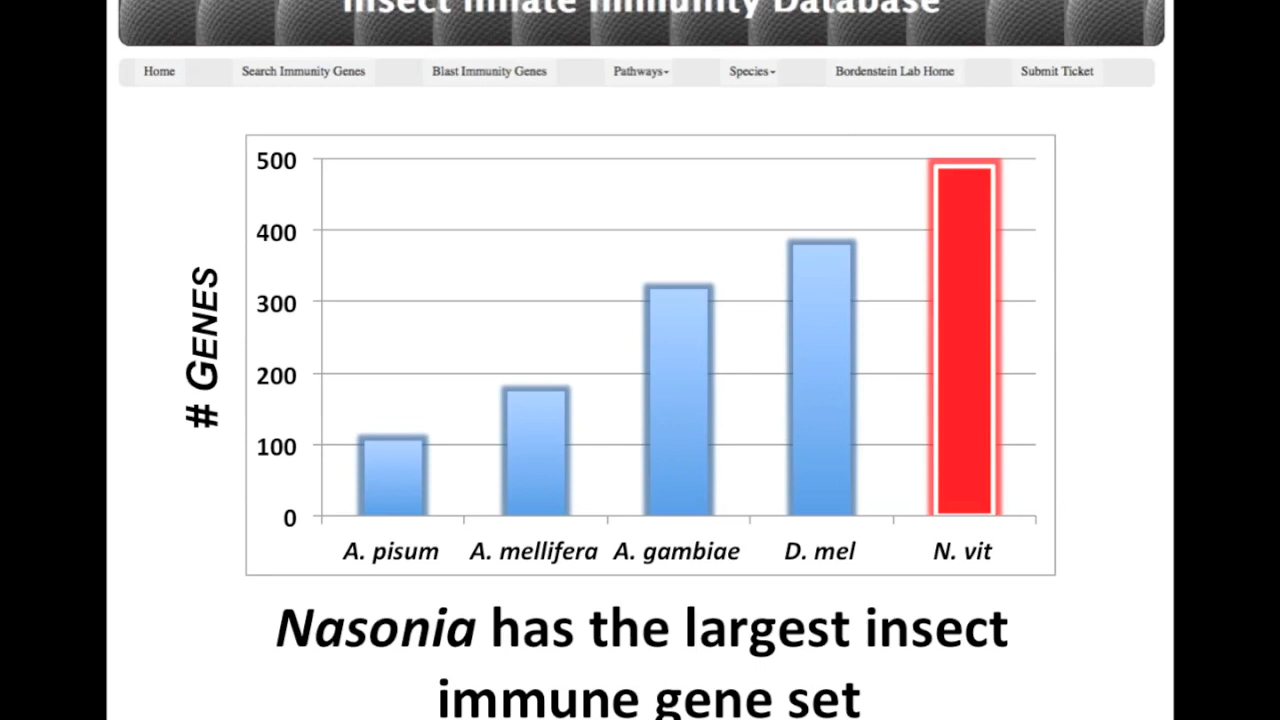 Insect Innate Immunity Database
Home Search Immunity Genes Blast Immunity Genes Pathways Species Bordenstein Lab Home Submit Ticket
500
400
300
200
100
0
# GENES
A. pisum A. mellifera A. gambiae D. mel N. vit
Nasonia has the largest insect
immune gene set